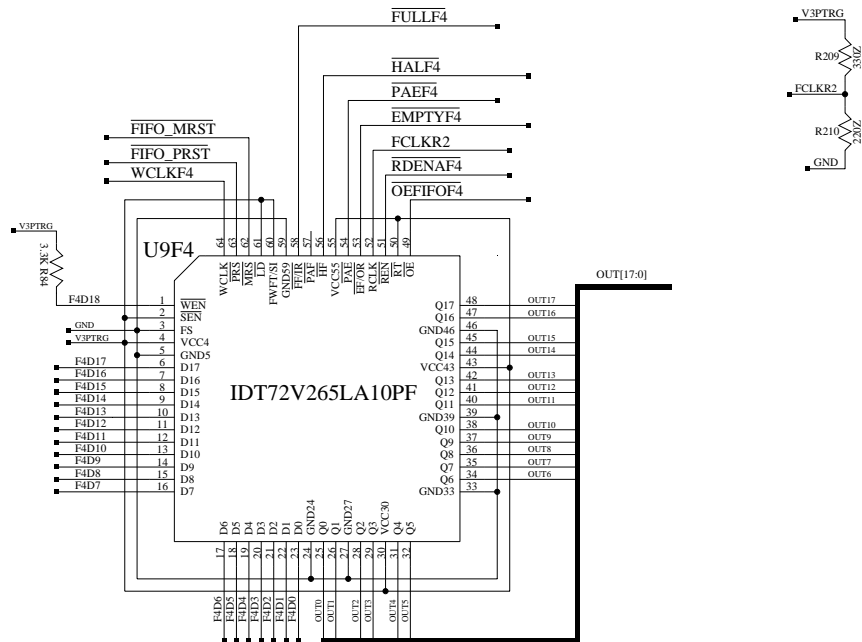 FULLF4
HALF4
PAEF4
EMPTYF4
FIFO_MRST
FCLKR2
FIFO_PRST
RDENAF4
WCLKF4
OEFIFOF4
V3PTRG
R209
330Z
FCLKR2
R210
220Z
GND
V3PTRG
3.3K R84
U9F4
64 63 62 61 60 59 58 57 56 55 54 53 52 51 50 49
WCLK PRS MRS LD FWFT/SI GND59 FF/IR PAF HF VCC55 PAE EF/OR RCLK REN RT OE
OUT[17:0]
F4D18 1 WEN
2 SEN
GND 3 FS
V3PTRG 4 VCC4
5 GND5
F4D17 6 D17
F4D16 7 D16
F4D15 8 D15
F4D14 9 D14
F4D13 10 D13
F4D12 11 D12
F4D11 12 D11
F4D10 13 D10
F4D9 14 D9
F4D8 15 D8
F4D7 16 D7
IDT72V265LA10PF
Q17 48 OUT17
Q16 47 OUT16
GND46 46
Q15 45 OUT15
Q14 44 OUT14
VCC43 43
Q13 42 OUT13
Q12 41 OUT12
Q11 40 OUT11
GND39 39
Q10 38 OUT10
Q9 37 OUT9
Q8 36 OUT8
Q7 35 OUT7
Q6 34 OUT6
GND33 33
D6 D5 D4 D3 D2 D1 D0 GND24 Q0 Q1 GND27 Q2 Q3 VCC30 Q4 Q5
17 18 19 20 21 22 23 24 25 26 27 28 29 30 31 32
F4D6 F4D5 F4D4 F4D3 F4D2 F4D1 F4D0 OUT0 OUT1 OUT2 OUT3 OUT4 OUT5